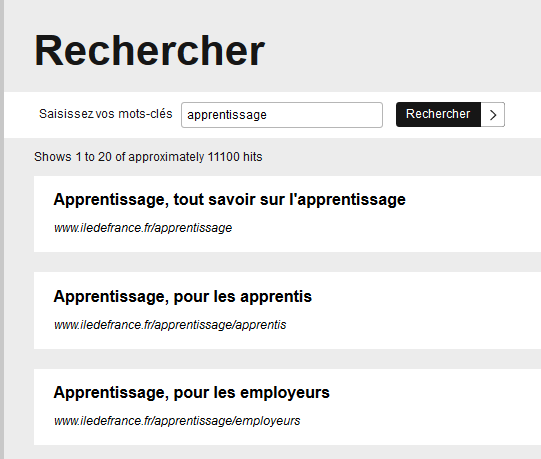 Rechercher
Saisissez vos mots-clés apprentissage Rechercher
Shows 1 to 20 of approximately 11100 hits
Apprentissage, tout savoir sur l'apprentissage
www.iledefrance.fr/apprentissage
Apprentissage, pour les apprentis
www.iledefrance.fr/apprentissage/apprentis
Apprentissage, pour les employeurs
www.iledefrance.fr/apprentissage/employeurs